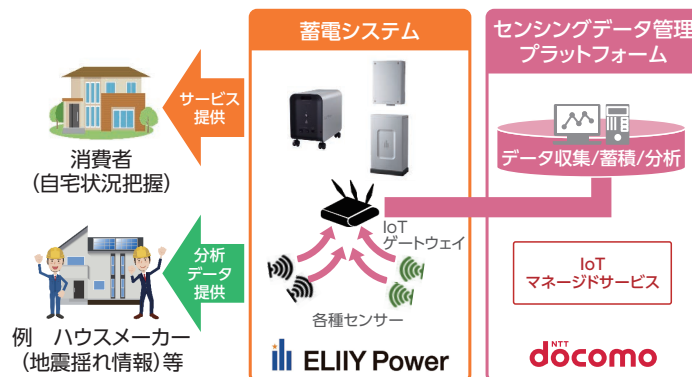 蓄電システム
センシングデータ管理
プラットフォーム
サービス
提供
消費者
(自宅状況把握)
データ収集/蓄積/分析
IoT
ゲートウェイ
分析
データ
提供
各種センサー
IoT
マネージドサービス
例　ハウスメーカー
(地震揺れ情報)等
ELIIY Power
NTT
docomo